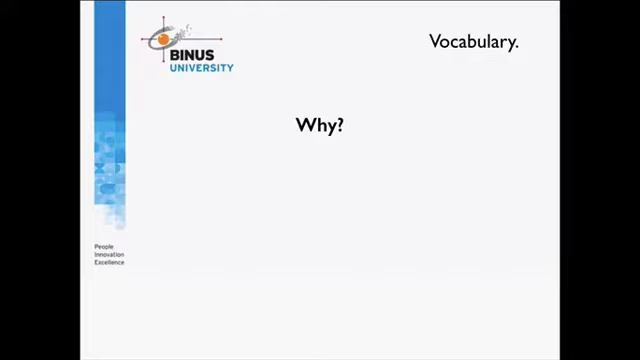 BINUS
UNIVERSITY
Vocabulary.
Why?
People
Innovation
Excellence